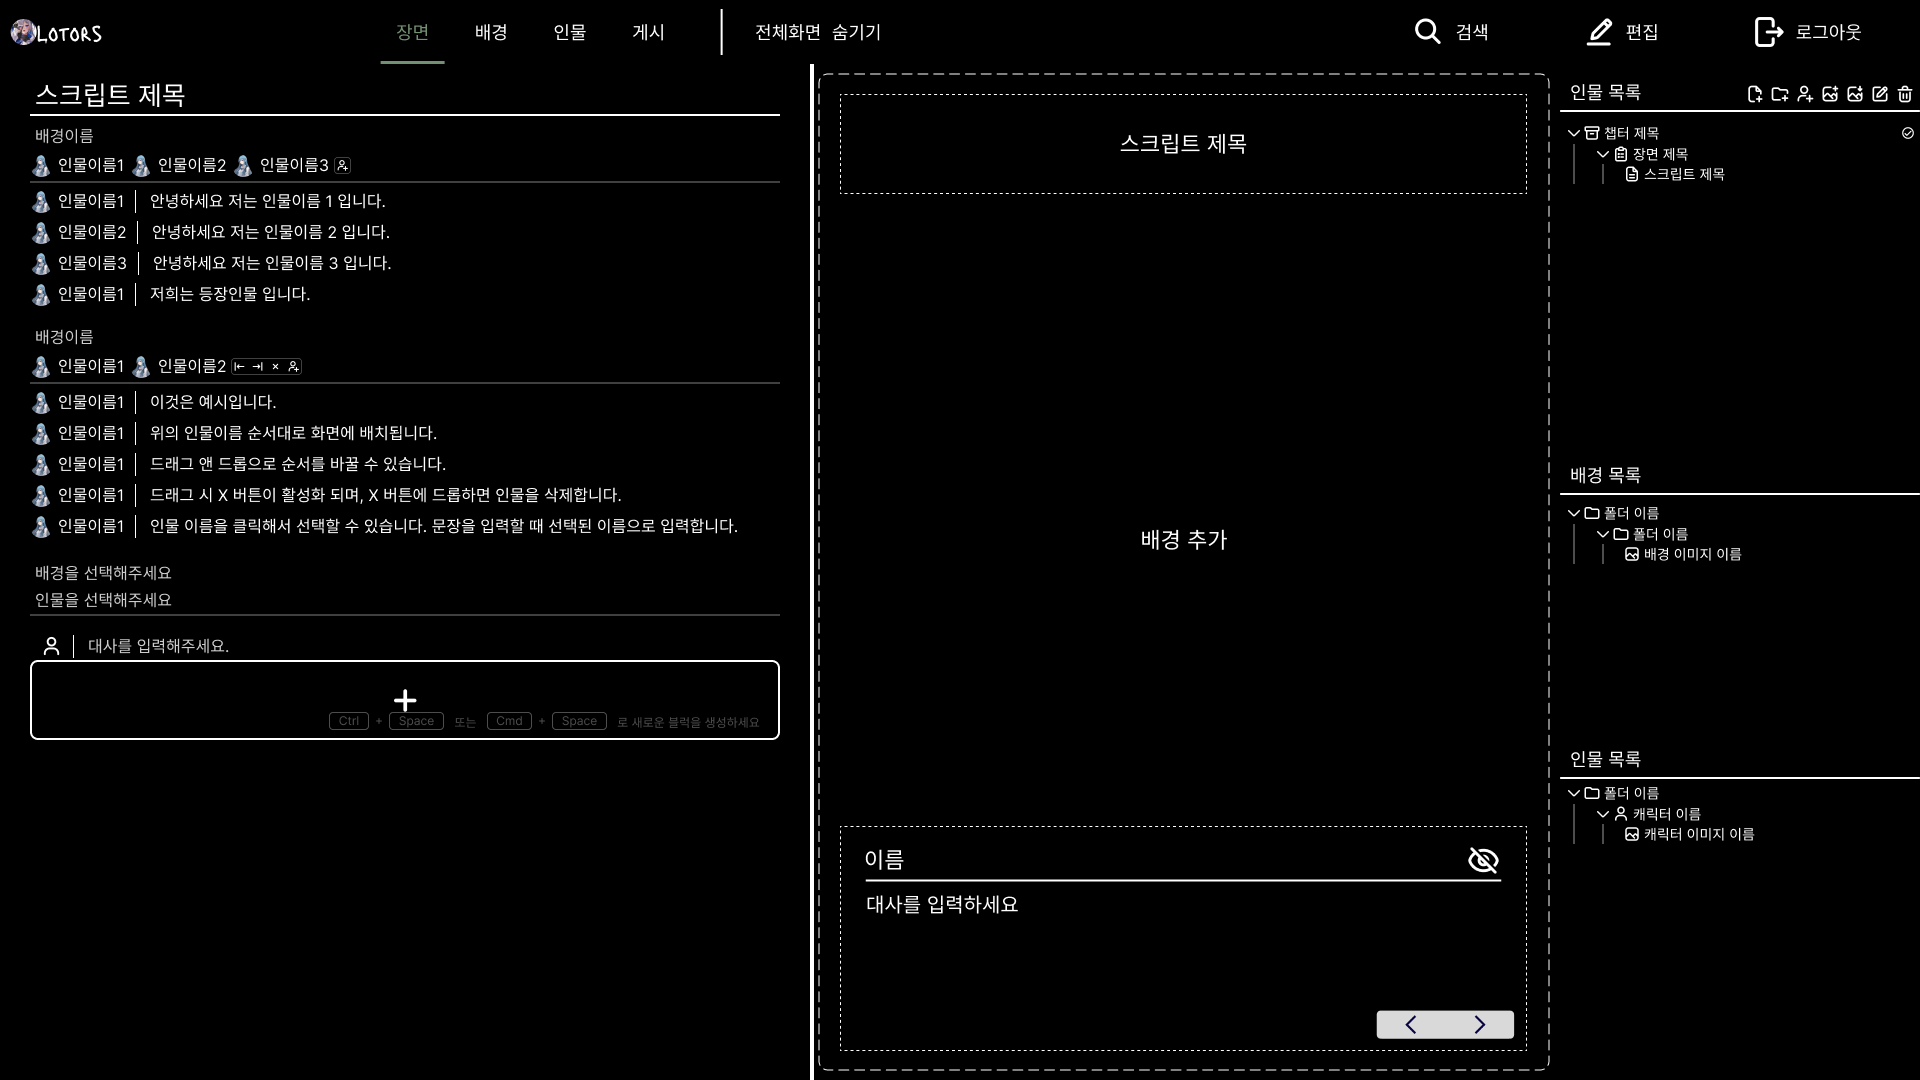 LOTORS 장면 배경 인물 게시 전체화면 숨기기 검색 편집 로그아웃
스크립트 제목
배경이름
인물이름1 인물이름2 인물이름3
인물이름1 안녕하세요 저는 인물이름 1 입니다.
인물이름2 안녕하세요 저는 인물이름 2 입니다.
인물이름3 안녕하세요 저는 인물이름 3 입니다.
인물이름1 저희는 등장인물 입니다.
배경이름
인물이름1 인물이름2
인물이름1 이것은 예시입니다.
인물이름1 위의 인물이름 순서대로 화면에 배치됩니다.
인물이름1 드래그 앤 드롭으로 순서를 바꿀 수 있습니다.
인물이름1 드래그 시 X 버튼이 활성화 되며, X 버튼에 드롭하면 인물을 삭제합니다.
인물이름1 인물 이름을 클릭해서 선택할 수 있습니다. 문장을 입력할 때 선택된 이름으로 입력합니다.
배경을 선택해주세요
인물을 선택해주세요
대사를 입력해주세요.
Ctrl + Space 또는 Cmd + Space 로 새로운 블럭을 생성하세요
스크립트 제목
배경 추가
이름
대사를 입력하세요
인물 목록
챕터 제목
장면 제목
스크립트 제목
배경 목록
폴더 이름
폴더 이름
배경 이미지 이름
인물 목록
폴더 이름
캐릭터 이름
캐릭터 이미지 이름